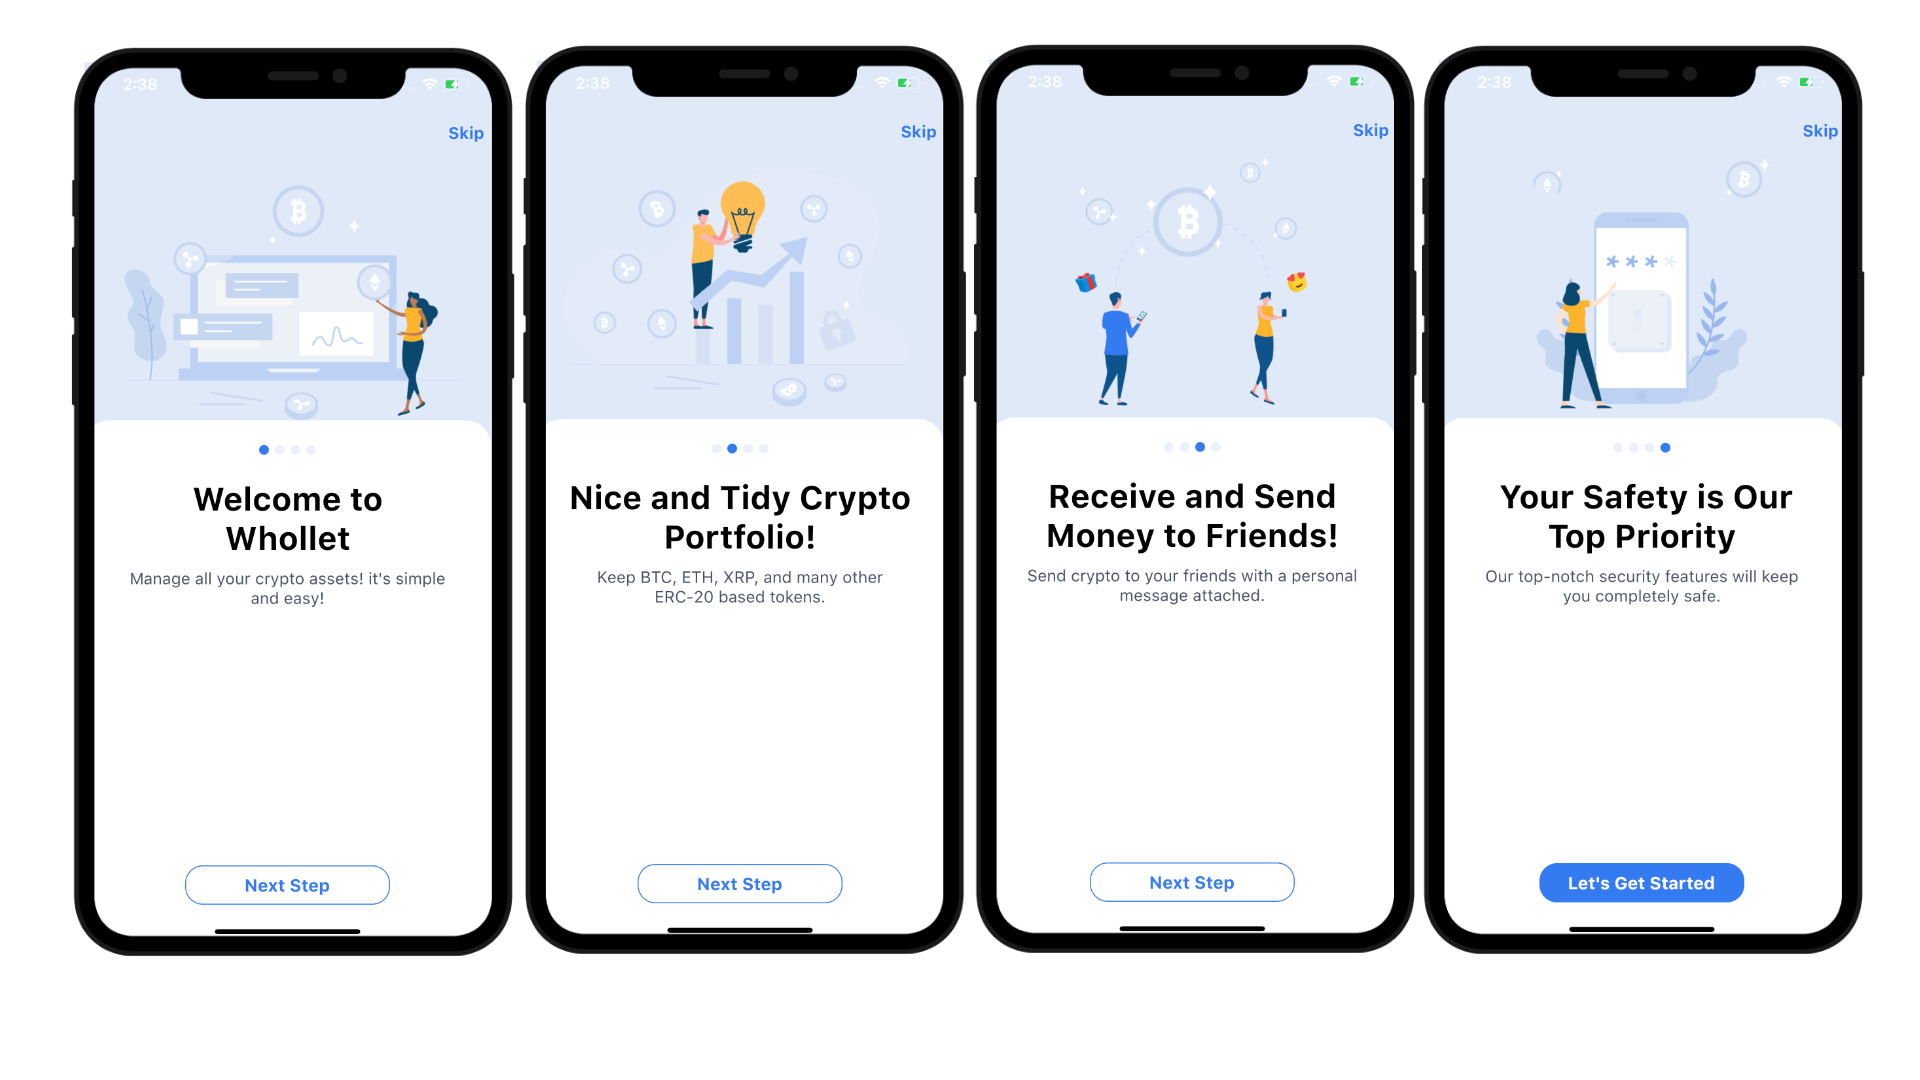 2:38
Skip
Welcome to
Whollet
Manage all your crypto assets! it's simple
and easy!
Next Step
2:38
Skip
Nice and Tidy Crypto
Portfolio!
Keep BTC, ETH, XRP, and many other
ERC-20 based tokens.
Next Step
2:38
Skip
Receive and Send
Money to Friends!
Send crypto to your friends with a personal
message attached.
Next Step
2:38
Skip
****
Your Safety is Our
Top Priority
Our top-notch security features will keep
you completely safe.
Let's Get Started